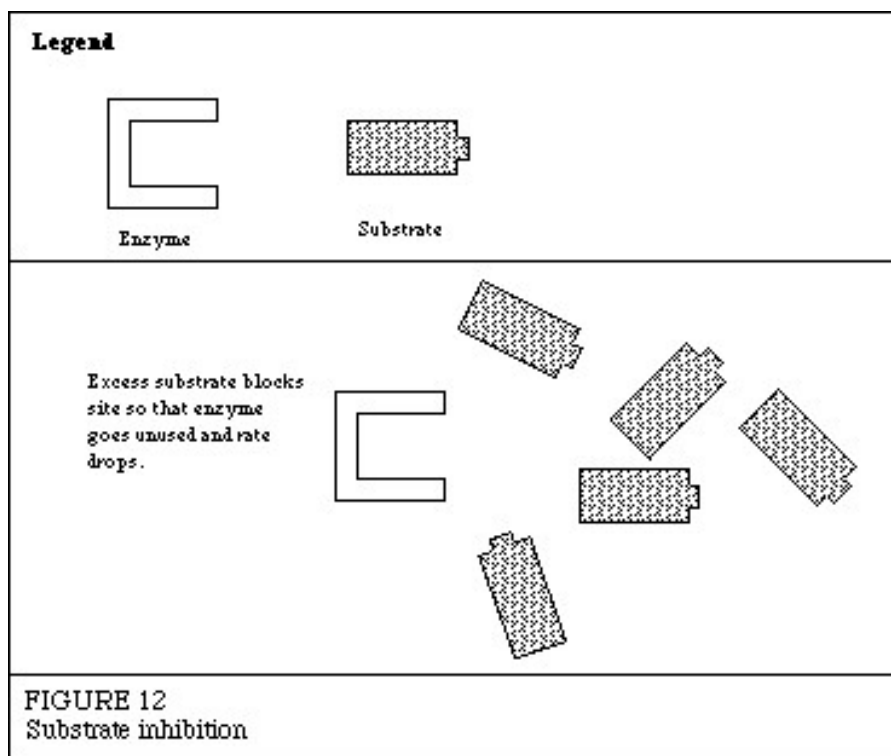 Legend
Enzyme
Substrate
Excess substrate blocks
site so that enzyme
goes unused and rate
drops.
FIGURE 12
Substrate inhibition